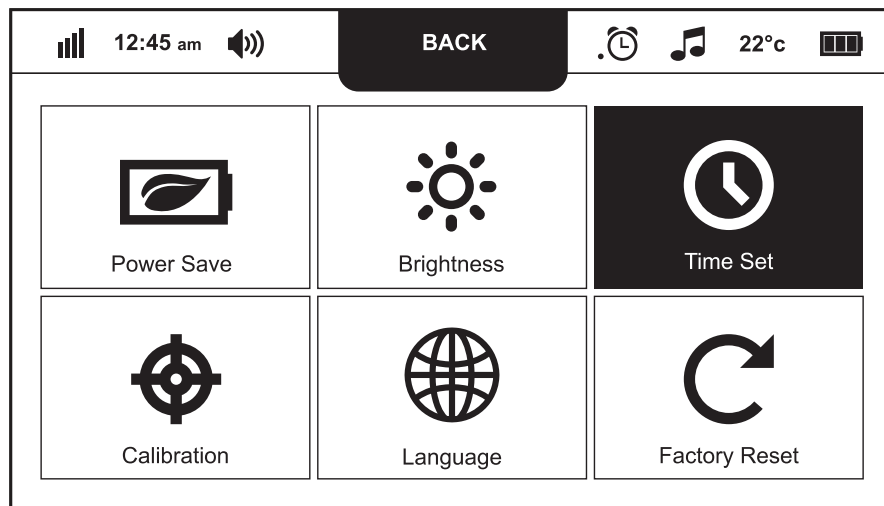 12:45 am BACK 22°c
Power Save Brightness Time Set
Calibration Language Factory Reset